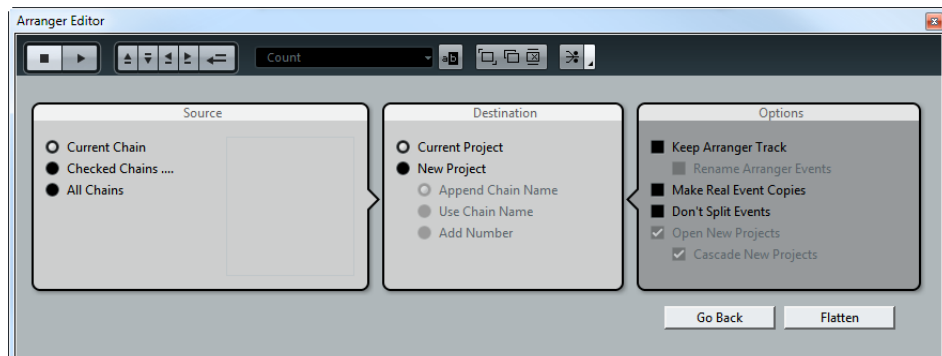 Arranger Editor
Count
ab
Source
Current Chain
Checked Chains ....
All Chains
Destination
Current Project
New Project
Append Chain Name
Use Chain Name
Add Number
Options
Keep Arranger Track
Rename Arranger Events
Make Real Event Copies
Don't Split Events
Open New Projects
Cascade New Projects
Go Back
Flatten